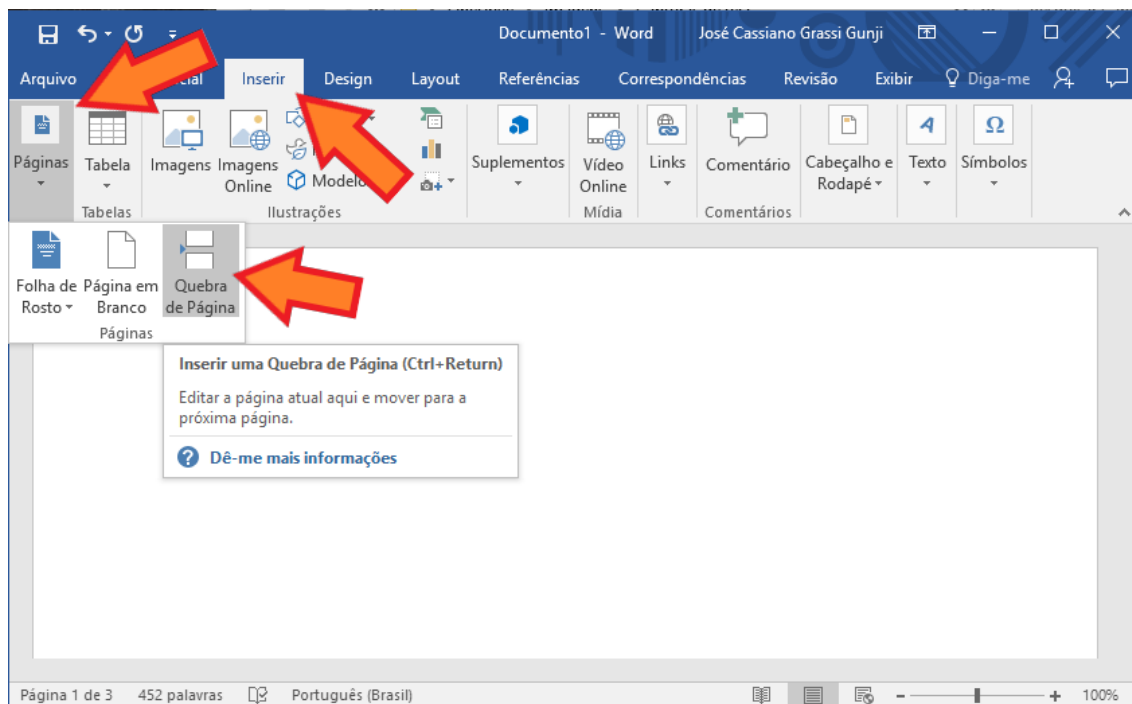 Documento1 - Word José Cassiano Grassi Gunji
Arquivo Inserir Design Layout Referências Correspondências Revisão Exibir Diga-me
Páginas
Tabela
Imagens
Imagens
Online
Modelo
Suplementos
Vídeo
Online
Links
Comentário
Cabeçalho e
Rodapé
Texto
Símbolos
Tabelas Ilustrações Mídia Comentários
Folha de
Rosto
Página em
Branco
Quebra
de Página
Páginas
Inserir uma Quebra de Página (Ctrl+Return)
Editar a página atual aqui e mover para a
próxima página.
Dê-me mais informações
Página 1 de 3 452 palavras Português (Brasil) 100%